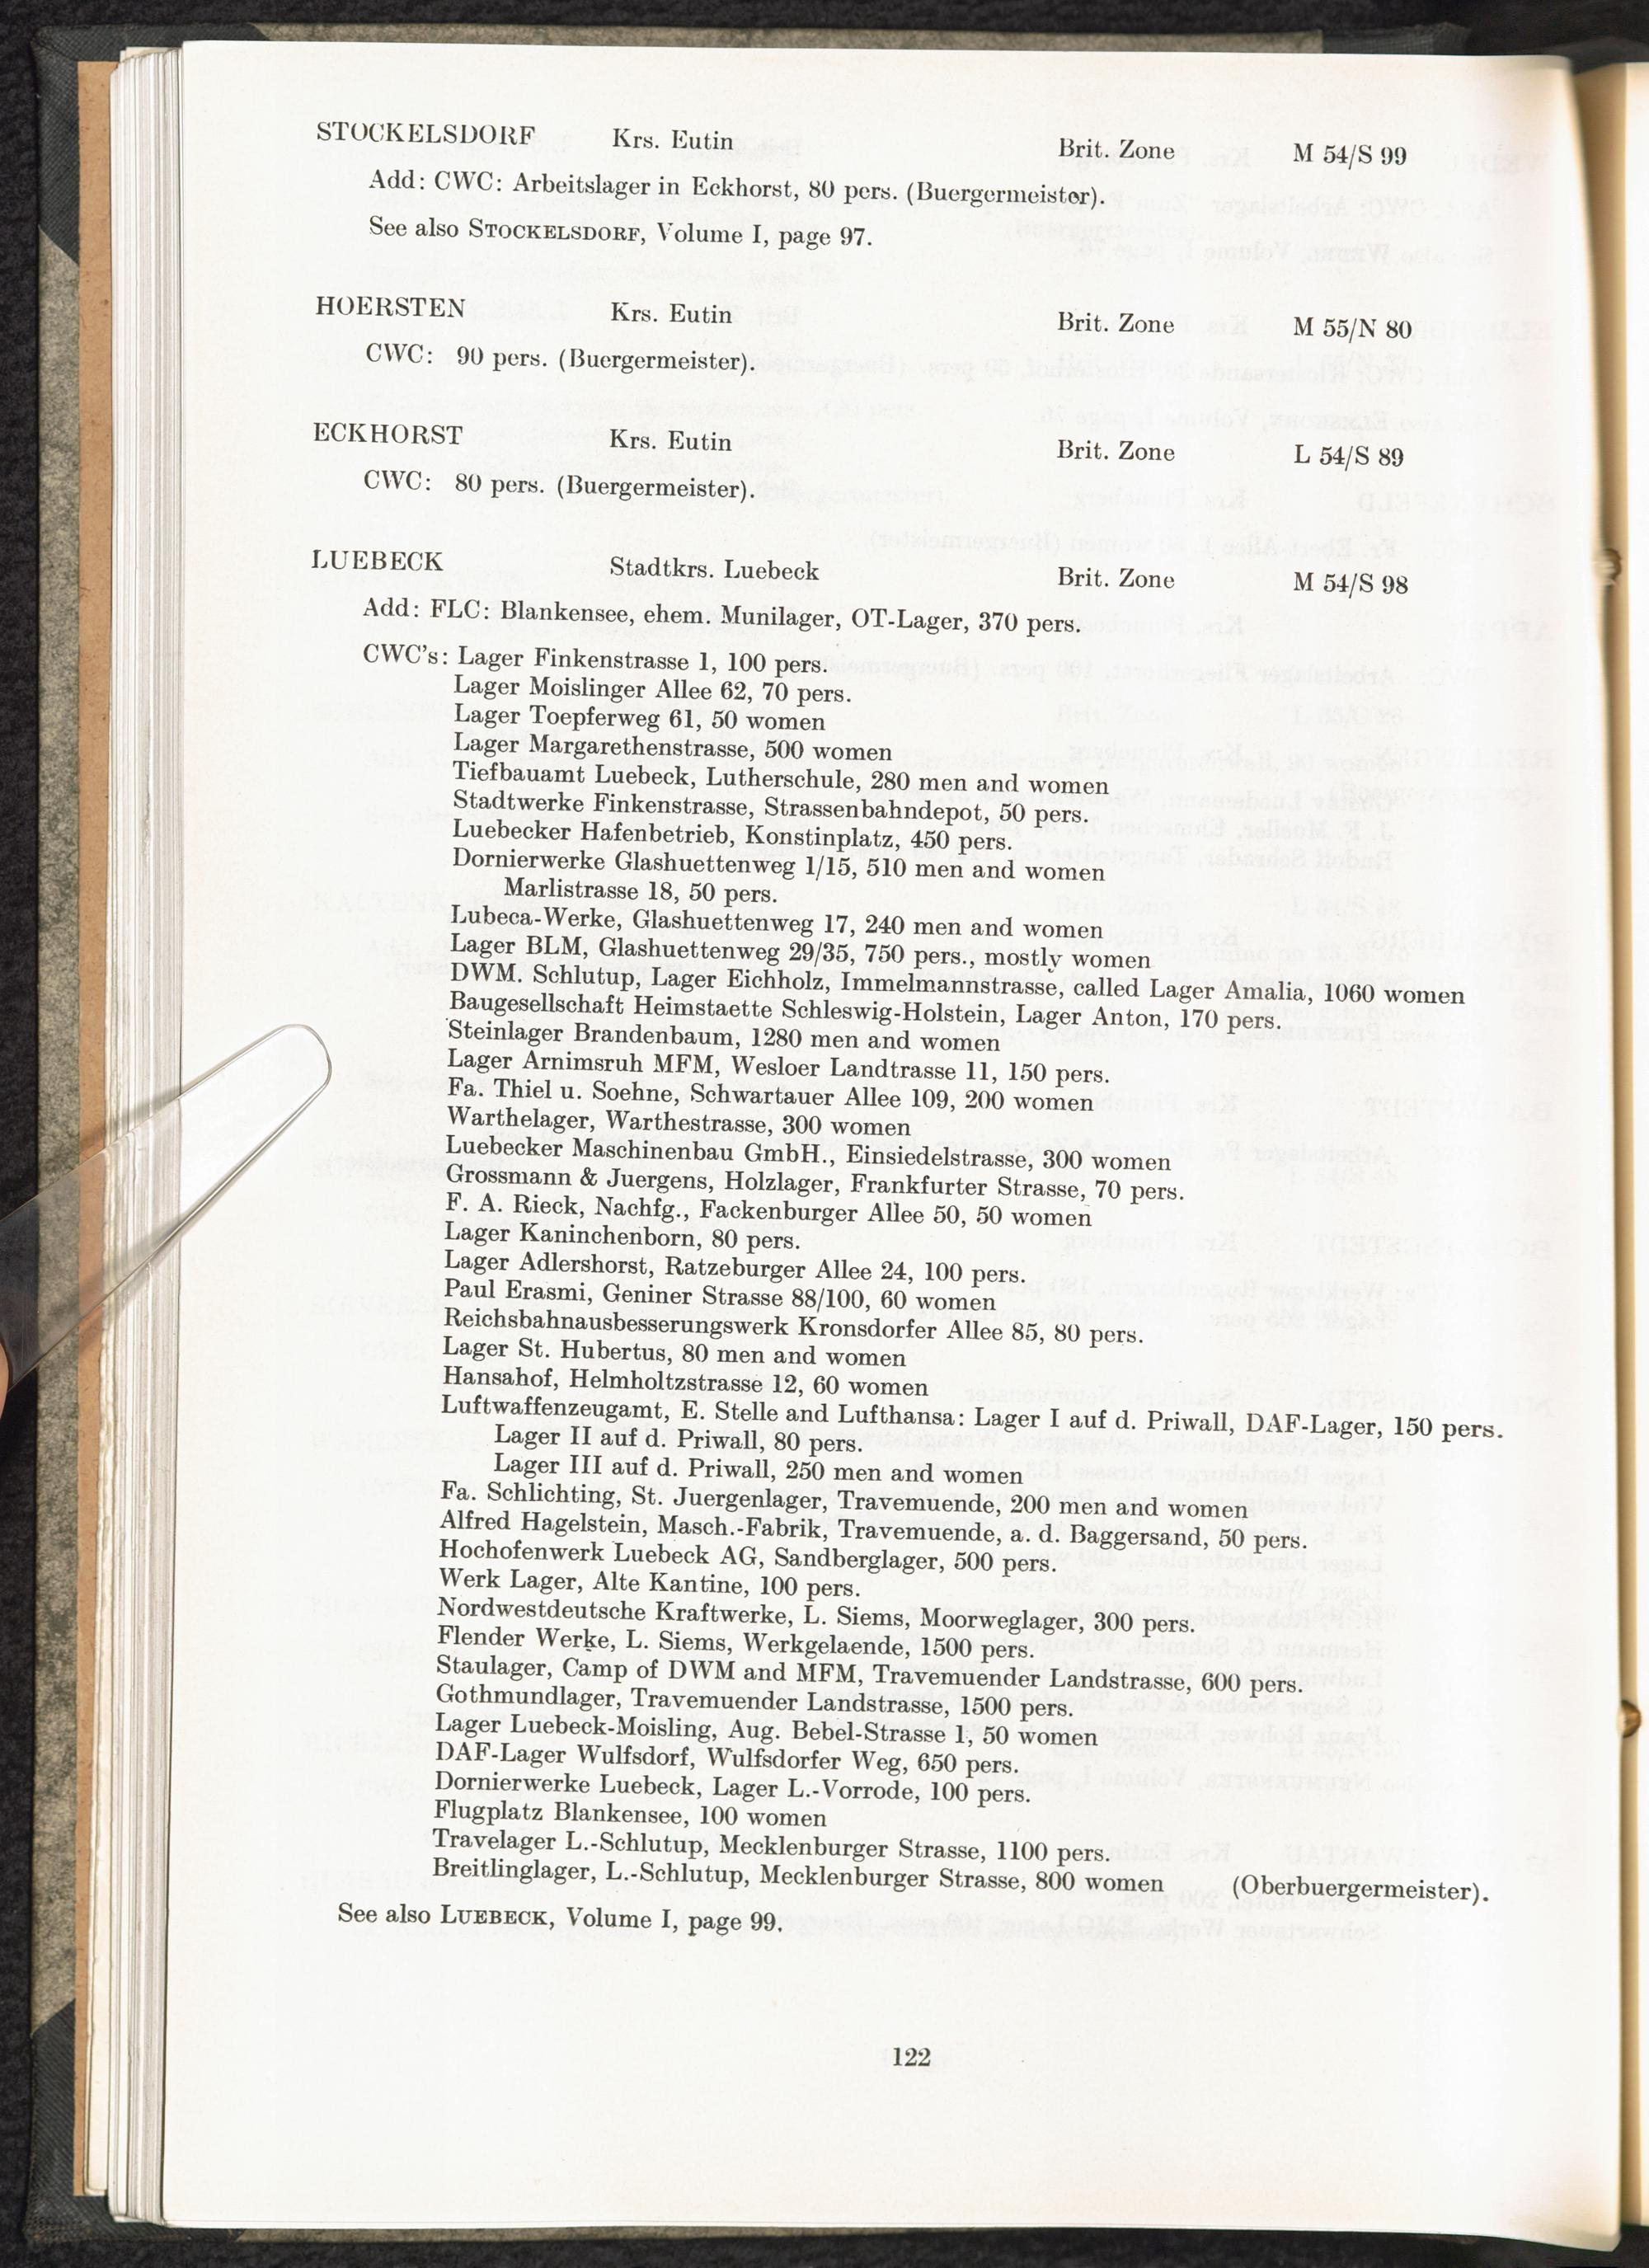 STOCKELSDORF Krs. Eutin Brit. Zone M 54/S 99
Add: CWC: Arbeitslager in Eckhorst, 80 pers. (Buergermeister).
See also STOCKELSDORF, Volume I, page 97.
HOERSTEN Krs. Eutin Brit. Zone M 55/N 80
CWC: 90 pers. (Buergermeister).
ECKHORST Krs. Eutin Brit. Zone L 54/S 89
CWC: 80 pers. (Buergermeister).
LUEBECK Stadtkrs. Luebeck Brit. Zone M 54/S 98
Add: FLC: Blankensee, ehem. Munilager, OT-Lager, 370 pers.
CWC's: Lager Finkenstrasse 1, 100 pers.
Lager Moislinger Allee 62, 70 pers.
Lager Toepferweg 61, 50 women
Lager Margarethenstrasse, 500 women
Tiefbauamt Luebeck, Lutherschule, 280 men and women
Stadtwerke Finkenstrasse, Strassenbahndepot, 50 pers.
Luebecker Hafenbetrieb, Konstinplatz, 450 pers.
Dornierwerke Glashuettenweg 1/15, 510 men and women
Marlistrasse 18, 50 pers.
Lubeca-Werke, Glashuettenweg 17, 240 men and women
Lager BLM, Glashuettenweg 29/35, 750 pers., mostly women
DWM. Schlutup, Lager Eichholz, Immelmannstrasse, called Lager Amalia, 1060 women
Baugesellschaft Heimstaette Schleswig-Holstein, Lager Anton, 170 pers.
Steinlager Brandenbaum, 1280 men and women
Lager Arnimsruh MFM, Wesloer Landtrasse 11, 150 pers.
Fa. Thiel u. Soehne, Schwartauer Allee 109, 200 women
Warthelager, Warthestrasse, 300 women
Luebecker Maschinenbau GmbH., Einsiedelstrasse, 300 women
Grossmann & Juergens, Holzlager, Frankfurter Strasse, 70 pers.
F. A. Rieck, Nachfg., Fackenburger Allee 50, 50 women
Lager Kaninchenborn, 80 pers.
Lager Adlershorst, Ratzeburger Allee 24, 100 pers.
Paul Erasmi, Geniner Strasse 88/100, 60 women
Reichsbahnausbesserungswerk Kronsdorfer Allee 85, 80 pers.
Lager St. Hubertus, 80 men and women
Hansahof, Helmholtzstrasse 12, 60 women
Luftwaffenzeugamt, E. Stelle and Lufthansa: Lager I auf d. Priwall, DAF-Lager, 150 pers.
Lager II auf d. Priwall, 80 pers.
Lager III auf d. Priwall, 250 men and women
Fa. Schlichting, St. Juergenlager, Travemuende, 200 men and women
Alfred Hagelstein, Masch.-Fabrik, Travemuende, a. d. Baggersand, 50 pers.
Hochofenwerk Luebeck AG, Sandberglager, 500 pers.
Werk Lager, Alte Kantine, 100 pers.
Nordwestdeutsche Kraftwerke, L. Siems, Moorweglager, 300 pers.
Flender Werke, L. Siems, Werkgelaende, 1500 pers.
Staulager, Camp of DWM and MFM, Travemuender Landstrasse, 600 pers.
Gothmundlager, Travemuender Landstrasse, 1500 pers.
Lager Luebeck-Moisling, Aug. Bebel-Strasse 1, 50 women
DAF-Lager Wulfsdorf, Wulfsdorfer Weg, 650 pers.
Dornierwerke Luebeck, Lager L.-Vorrode, 100 pers.
Flugplatz Blankensee, 100 women
Travelager L.-Schlutup, Mecklenburger Strasse, 1100 pers.
Breitlinglager, L.-Schlutup, Mecklenburger Strasse, 800 women (Oberbuergermeister).
See also LUEBECK, Volume I, page 99.
122